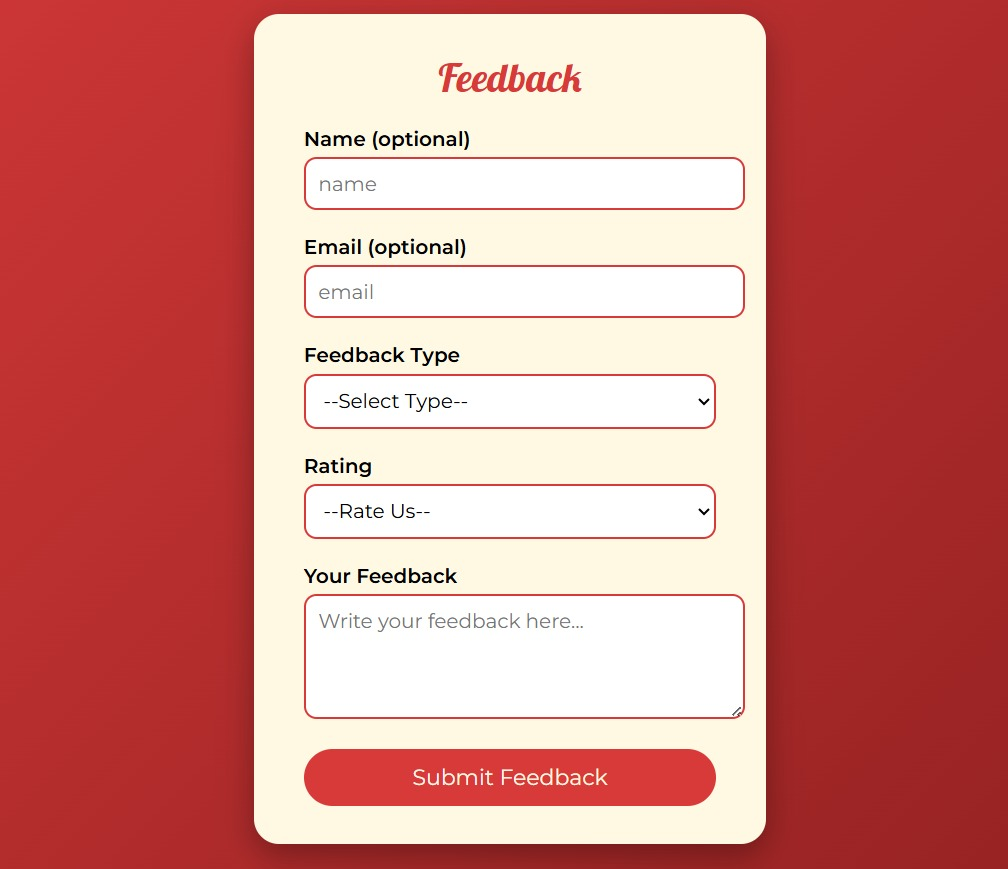 Feedback
Name (optional)
name
Email (optional)
email
Feedback Type
--Select Type--
Rating
--Rate Us--
Your Feedback
Write your feedback here...
Submit Feedback